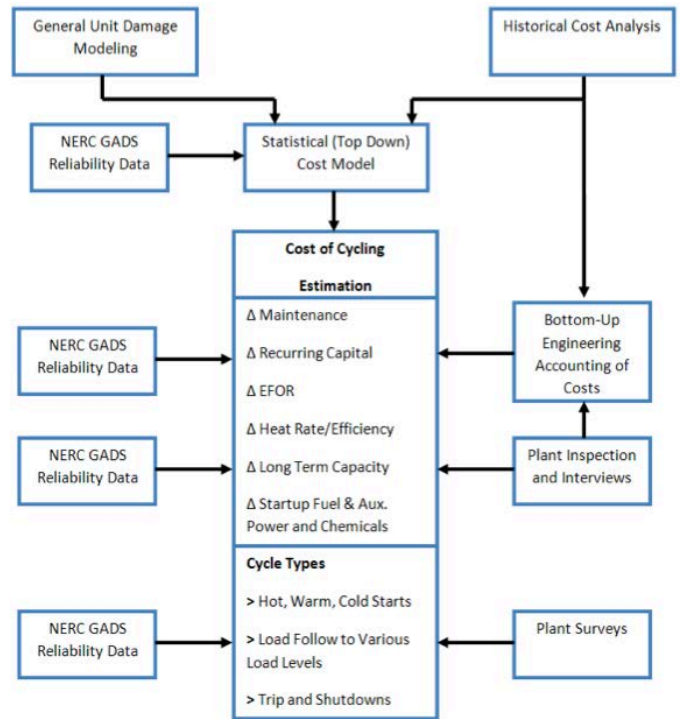 General Unit Damage
Modeling
Historical Cost Analysis
NERC GADS
Reliability Data
Statistical (Top Down)
Cost Model
Cost of Cycling
Estimation
Δ Maintenance
Δ Recurring Capital
Δ EFOR
Δ Heat Rate/Efficiency
Δ Long Term Capacity
Δ Startup Fuel & Aux.
Power and Chemicals
NERC GADS
Reliability Data
Bottom-Up
Engineering
Accounting of
Costs
NERC GADS
Reliability Data
Plant Inspection
and Interviews
Cycle Types
> Hot, Warm, Cold Starts
> Load Follow to Various
Load Levels
> Trip and Shutdowns
NERC GADS
Reliability Data
Plant Surveys